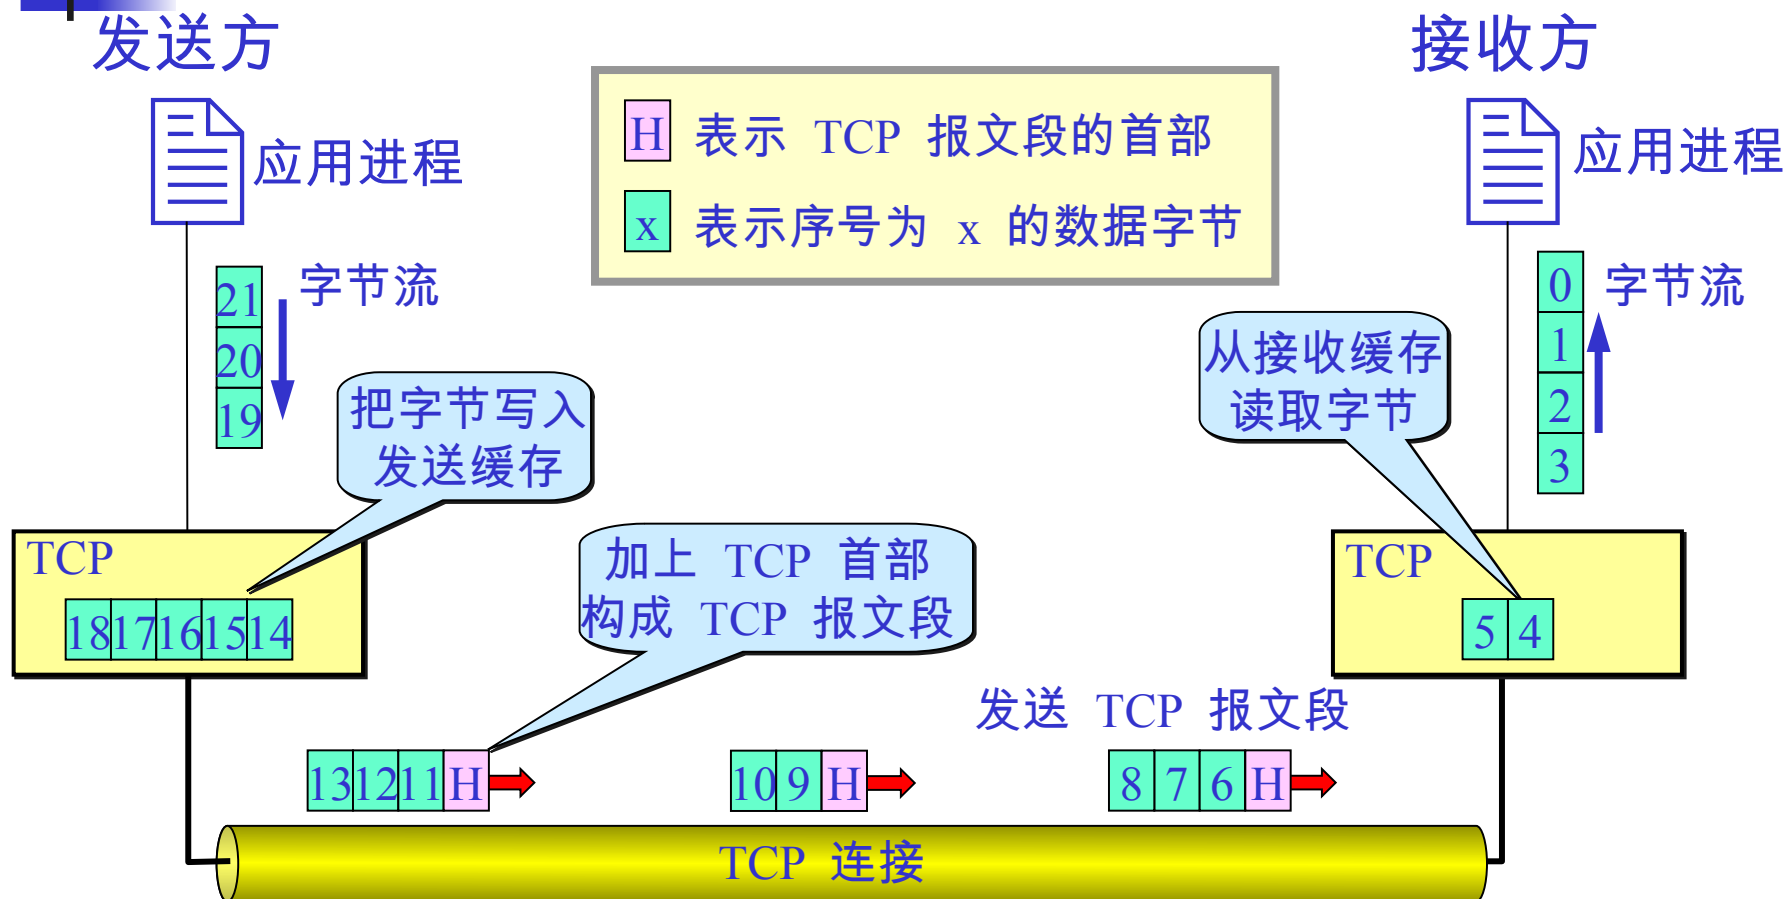 发送方
接收方
H 表示 TCP 报文段的首部
x 表示序号为 x 的数据字节
应用进程
应用进程
21
20
19
字节流
0
1
2
3
字节流
把字节写入
发送缓存
从接收缓存
读取字节
TCP
18 17 16 15 14
加上 TCP 首部
构成 TCP 报文段
TCP
5 4
发送 TCP 报文段
13 12 11 H
10 9 H
8 7 6 H
TCP 连接